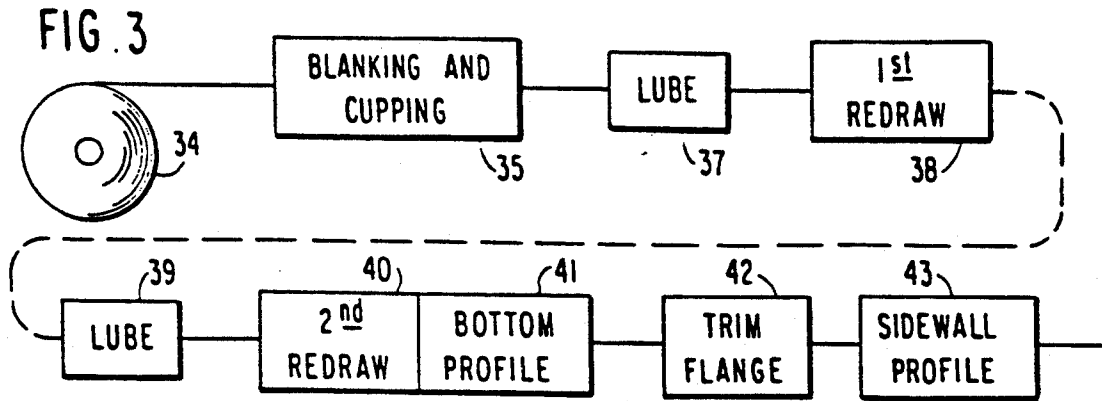 FIG.3
BLANKING AND
CUPPING
LUBE
1st
REDRAW
34
35
37
38
39
40
41
42
43
LUBE
2nd
REDRAW
BOTTOM
PROFILE
TRIM
FLANGE
SIDEWALL
PROFILE